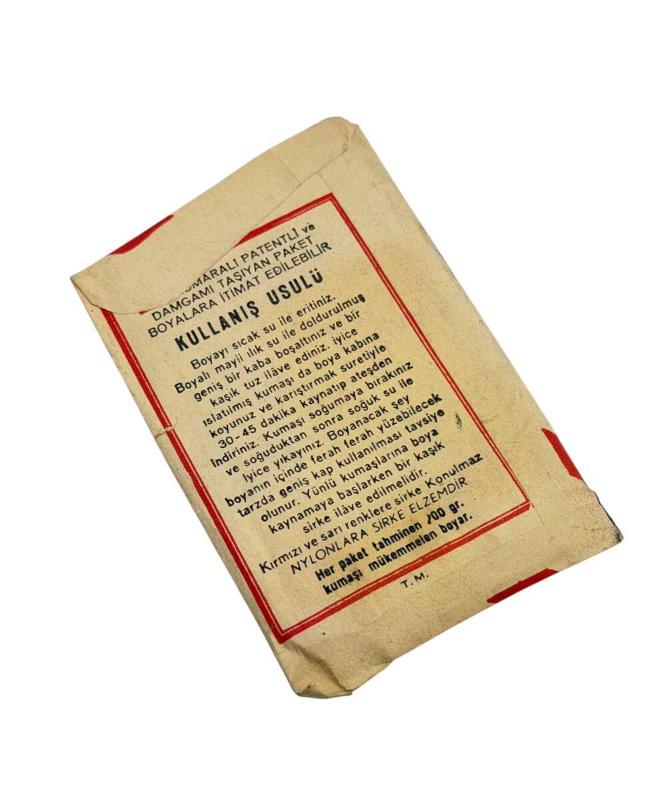 UMARALI PATENTLİ ve
DAMGAMI TAŞIYAN PAKET
BOYALARA İTİMAT EDİLEBİLİR
KULLANIŞ USULÜ
Boyayı sıcak su ile eritiniz.
Boyalı mayii ılık su ile doldurulmuş
geniş bir kaba boşaltınız ve bir
kaşık tuz ilâve ediniz. iyice
ıslatılmış kumaşı da boya kabına
koyunuz ve karıştırmak suretiyle
30-45 dakika kaynatıp ateşden
İndiriniz. Kumaşı soğumaya bırakınız
ve soğuduktan sonra soğuk su ile
İyice yıkayınız. Boyanacak şey
boyanın içinde ferah ferah yüzebilecek
tarzda geniş kap kullanılması tavsiye
olunur. Yünlü kumaşlarına boya
kaynamaya başlarken bir kaşık
sirke ilâve edilmelidir.
Kırmızı ve sarı renklere sirke Konulmaz
NYLONLARA SİRKE ELZEMDİR
Her paket tahminen 200 gr.
kumaşı mükemmelen boyar.
T. M.